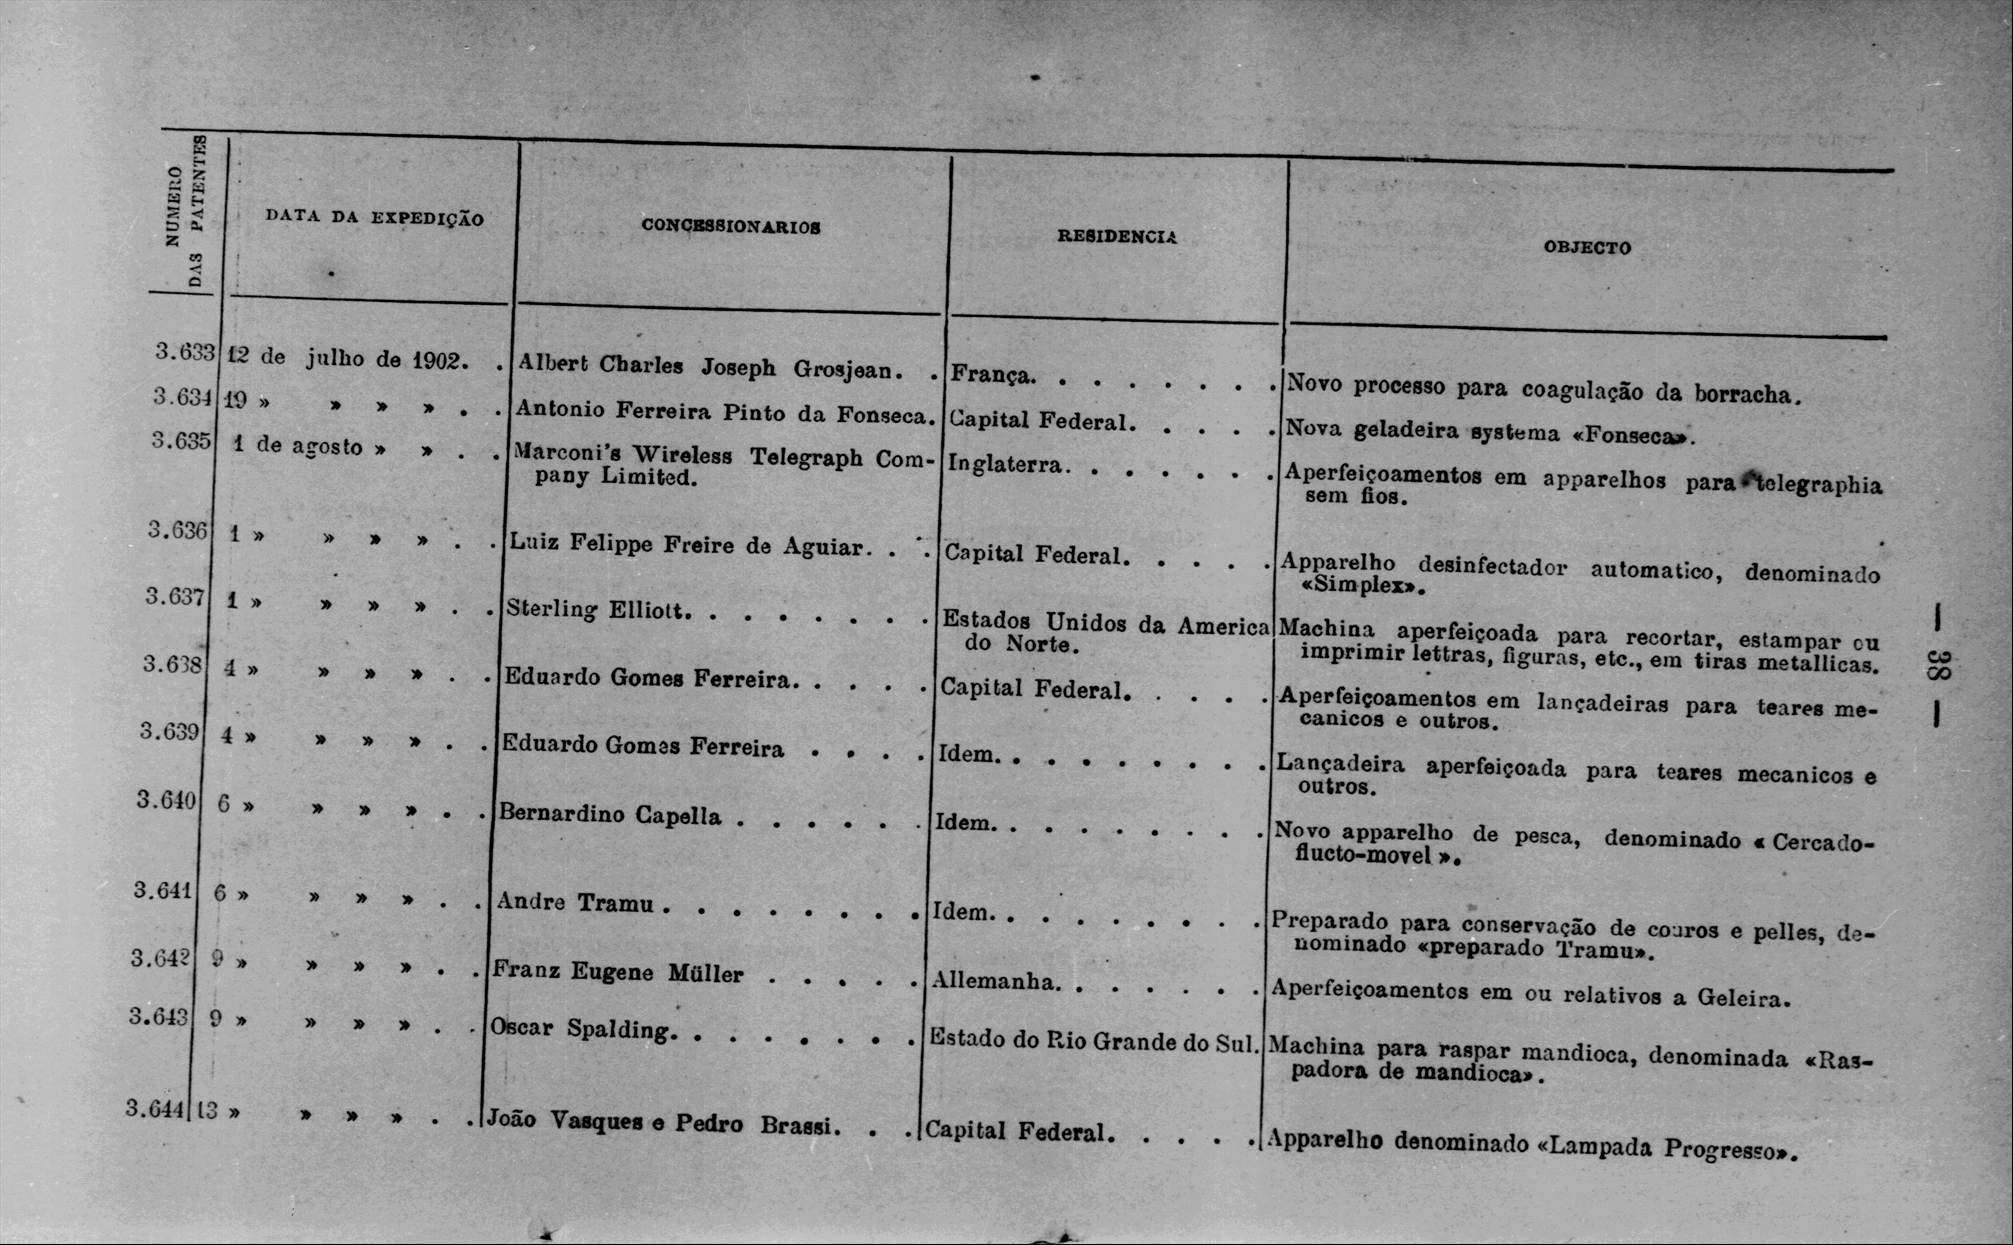 NUMERO DAS PATENTES DATA DA EXPEDIÇÃO CONCESSIONARIOS RESIDENCIA OBJECTO
3.633 12 de julho de 1902. . Albert Charles Joseph Grosjean. . França. . . . . . . . Novo processo para coagulação da borracha.
3.634 19 » » » » . . Antonio Ferreira Pinto da Fonseca. Capital Federal. . . . . Nova geladeira systema «Fonseca».
3.635 1 de agosto » » . . Marconi's Wireless Telegraph Com- Inglaterra. . . . . . . Aperfeiçoamentos em apparelhos para telegraphia
pany Limited. sem fios.
3.636 1 » » » » . . Luiz Felippe Freire de Aguiar. . . Capital Federal. . . . . Apparelho desinfectador automatico, denominado
«Simplex».
3.637 1 » » » » . . Sterling Elliott. . . . . . . . Estados Unidos da America Machina aperfeiçoada para recortar, estampar ou
do Norte. imprimir lettras, figuras, etc., em tiras metallicas.
3.638 4 » » » » . . Eduardo Gomes Ferreira. . . . . Capital Federal. . . . . Aperfeiçoamentos em lançadeiras para teares me-
canicos e outros.
3.639 4 » » » » . . Eduardo Gomes Ferreira . . . . Idem. . . . . . . . . Lançadeira aperfeiçoada para teares mecanicos e
outros.
3.640 6 » » » » . . Bernardino Capella . . . . . . Idem. . . . . . . . . Novo apparelho de pesca, denominado « Cercado-
flucto-movel ».
3.641 6 » » » » . . Andre Tramu . . . . . . . . Idem. . . . . . . . . Preparado para conservação de couros e pelles, de-
nominado «preparado Tramu».
3.642 9 » » » » . . Franz Eugene Müller . . . . . Allemanha. . . . . . . Aperfeiçoamentos em ou relativos a Geleira.
3.643 9 » » » » . . Oscar Spalding. . . . . . . . Estado do Rio Grande do Sul. Machina para raspar mandioca, denominada «Ras-
padora de mandioca».
3.644 13 » » » » . . João Vasques e Pedro Brassi. . . Capital Federal. . . . . Apparelho denominado «Lampada Progresso».
— 38 —